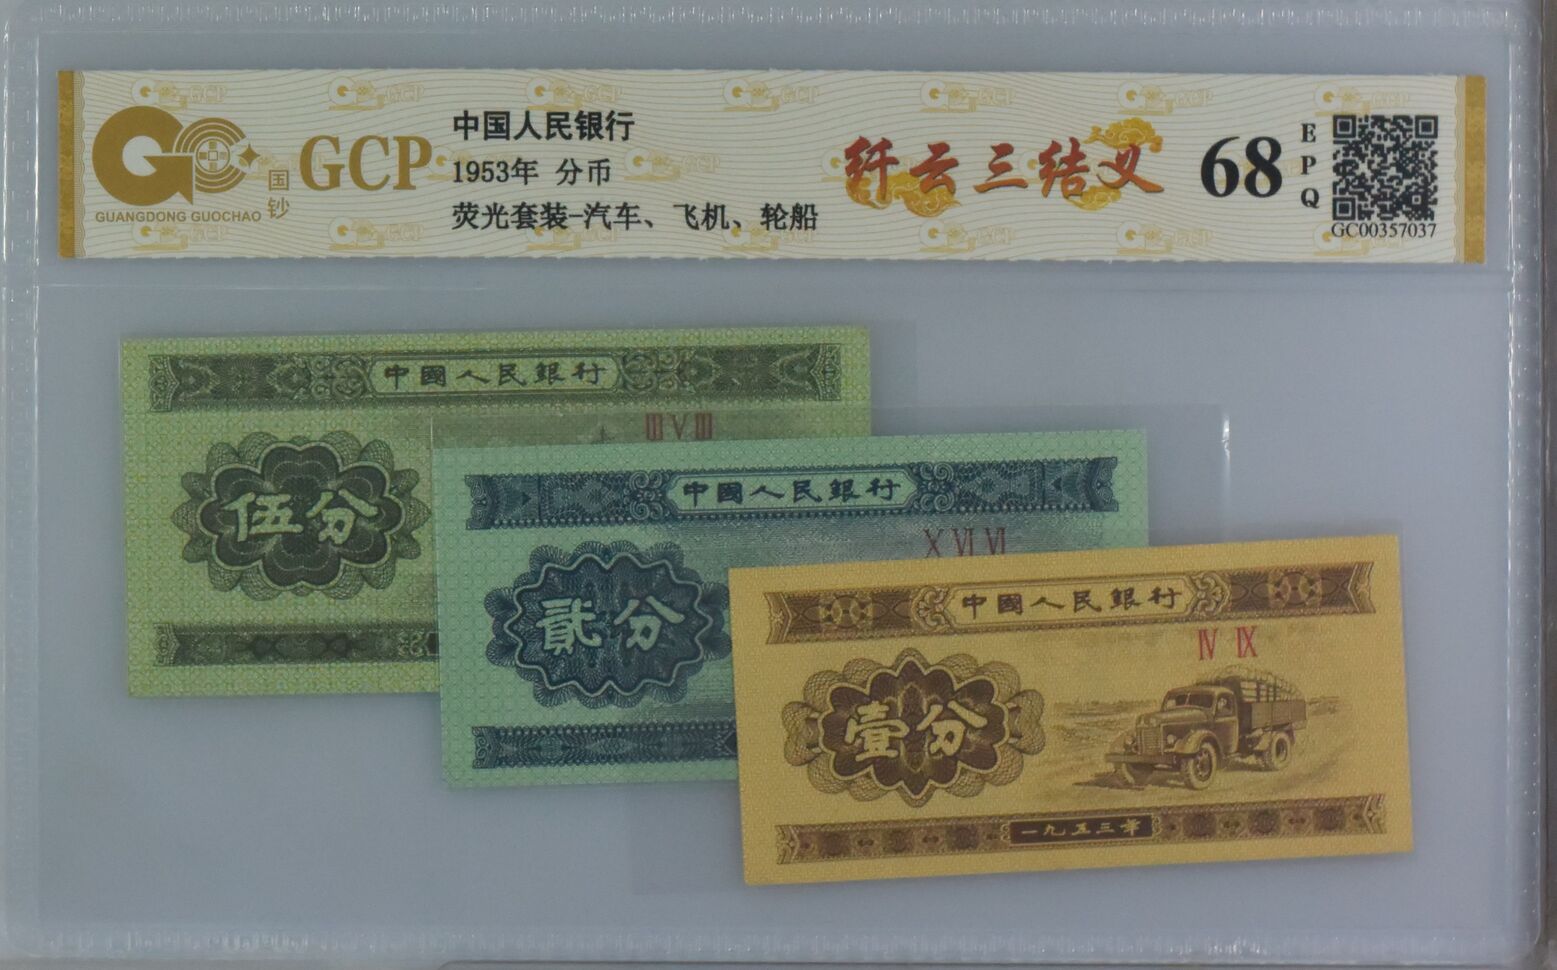 GUANGDONG GUOCHAO
国钞
GCP
中国人民银行
1953年 分币
荧光套装-汽车、飞机、轮船
纤云三结义
68
EPQ
GC00357037
中國人民銀行
ⅢⅤⅢ
伍分
中國人民銀行
Ⅹ Ⅵ Ⅵ
貳分
中國人民銀行
Ⅳ Ⅸ
壹分
一九五三年